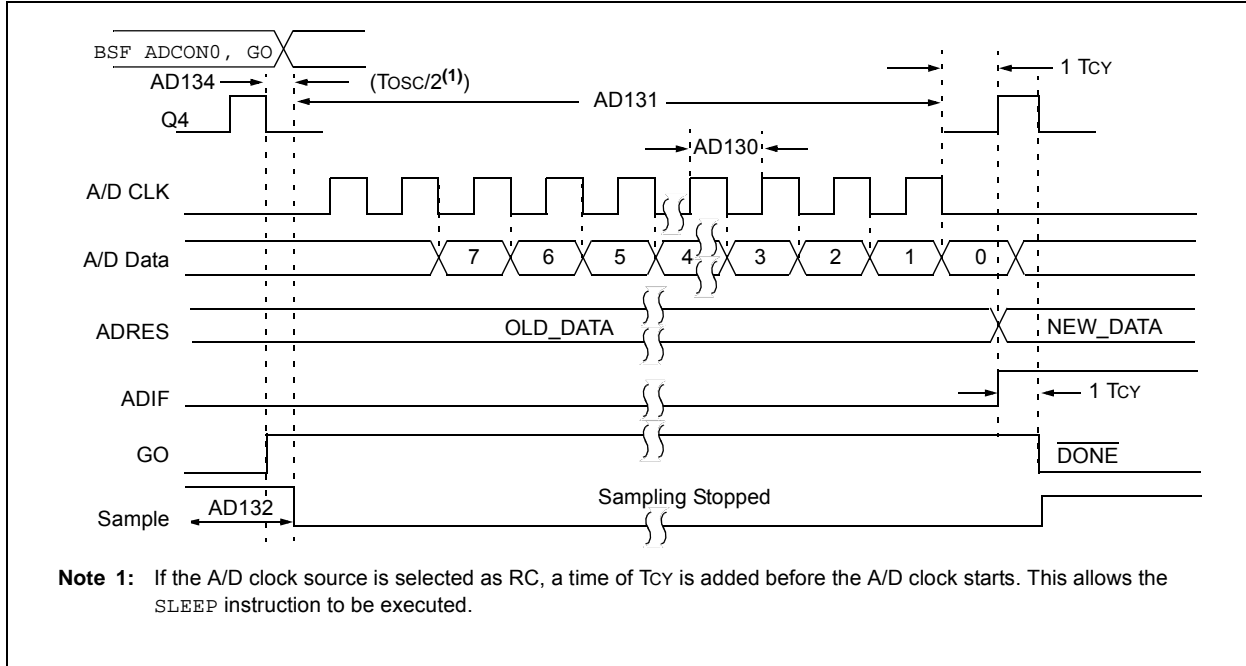 BSF ADCON0, GO
AD134 (TOSC/2(1)) 1 TCY
AD131
Q4
AD130
A/D CLK
A/D Data 7 6 5 4 3 2 1 0
ADRES OLD_DATA NEW_DATA
ADIF 1 TCY
GO DONE
Sampling Stopped
AD132
Sample
Note 1: If the A/D clock source is selected as RC, a time of TCY is added before the A/D clock starts. This allows the
SLEEP instruction to be executed.